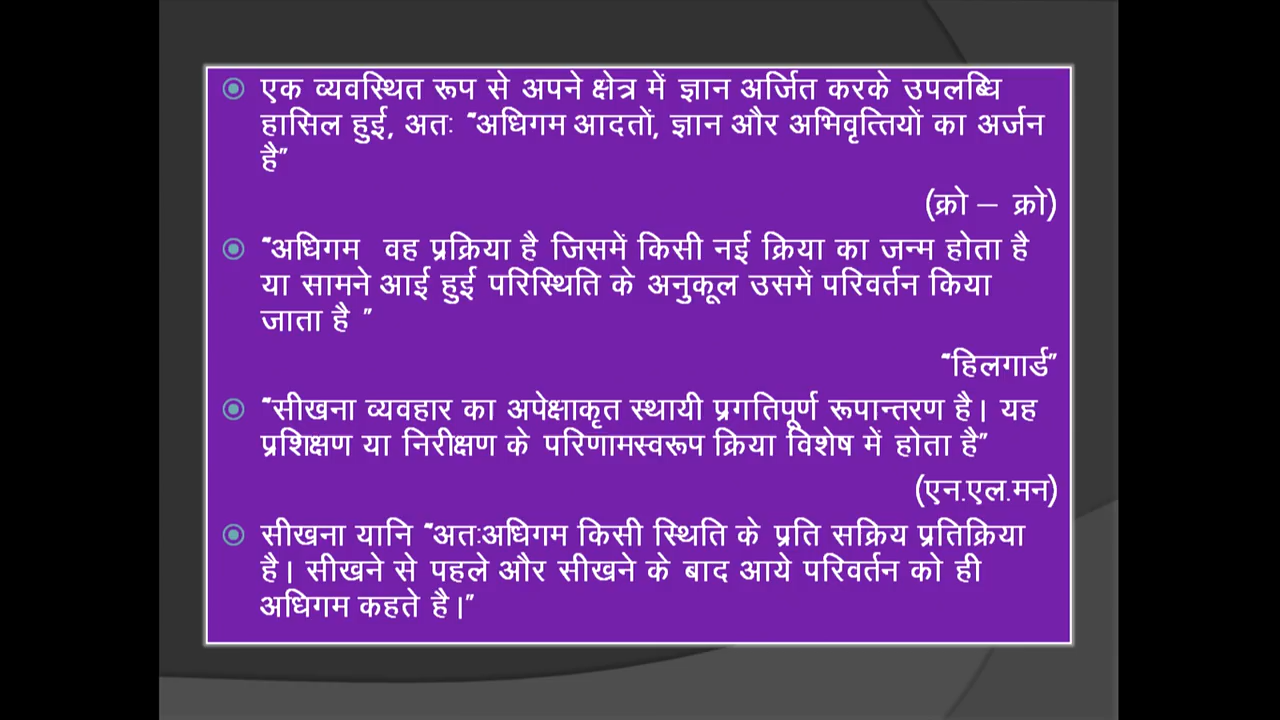 एक व्यवस्थित रूप से अपने क्षेत्र में ज्ञान अर्जित करके उपलब्धि
हासिल हुई, अतः “अधिगम आदतों, ज्ञान और अभिवृत्तियों का अर्जन
है”
(क्रो – क्रो)
“अधिगम वह प्रक्रिया है जिसमें किसी नई क्रिया का जन्म होता है
या सामने आई हुई परिस्थिति के अनुकूल उसमें परिवर्तन किया
जाता है ”
“हिलगार्ड”
“सीखना व्यवहार का अपेक्षाकृत स्थायी प्रगतिपूर्ण रूपान्तरण है। यह
प्रशिक्षण या निरीक्षण के परिणामस्वरूप क्रिया विशेष में होता है”
(एन.एल.मन)
सीखना यानि “अतःअधिगम किसी स्थिति के प्रति सक्रिय प्रतिक्रिया
है। सीखने से पहले और सीखने के बाद आये परिवर्तन को ही
अधिगम कहते है।”